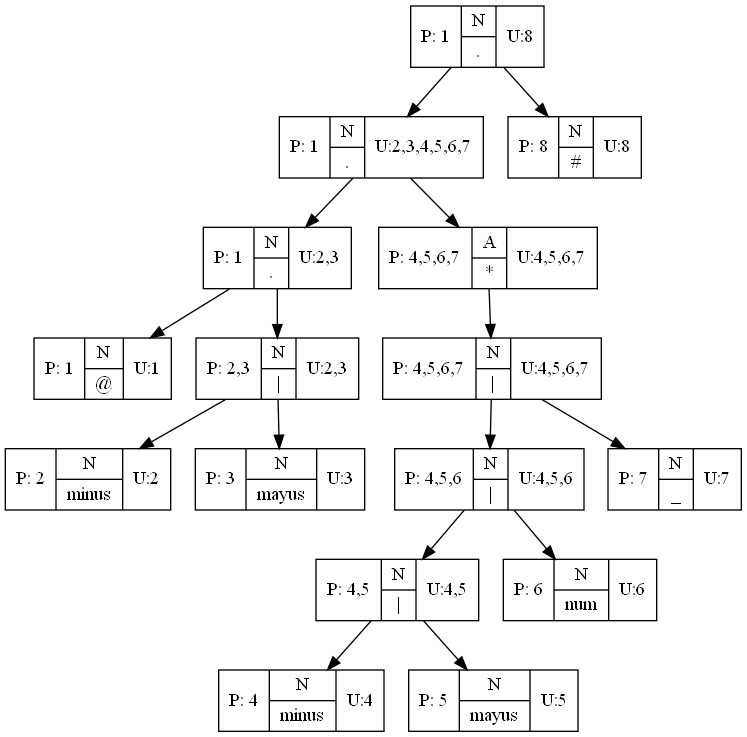 P: 1 N . U:8
P: 1 N . U:2,3,4,5,6,7
P: 8 N # U:8
P: 1 N . U:2,3
P: 4,5,6,7 A * U:4,5,6,7
P: 1 N @ U:1
P: 2,3 N | U:2,3
P: 4,5,6,7 N | U:4,5,6,7
P: 2 N minus U:2
P: 3 N mayus U:3
P: 4,5,6 N | U:4,5,6
P: 7 N _ U:7
P: 4,5 N | U:4,5
P: 6 N num U:6
P: 4 N minus U:4
P: 5 N mayus U:5